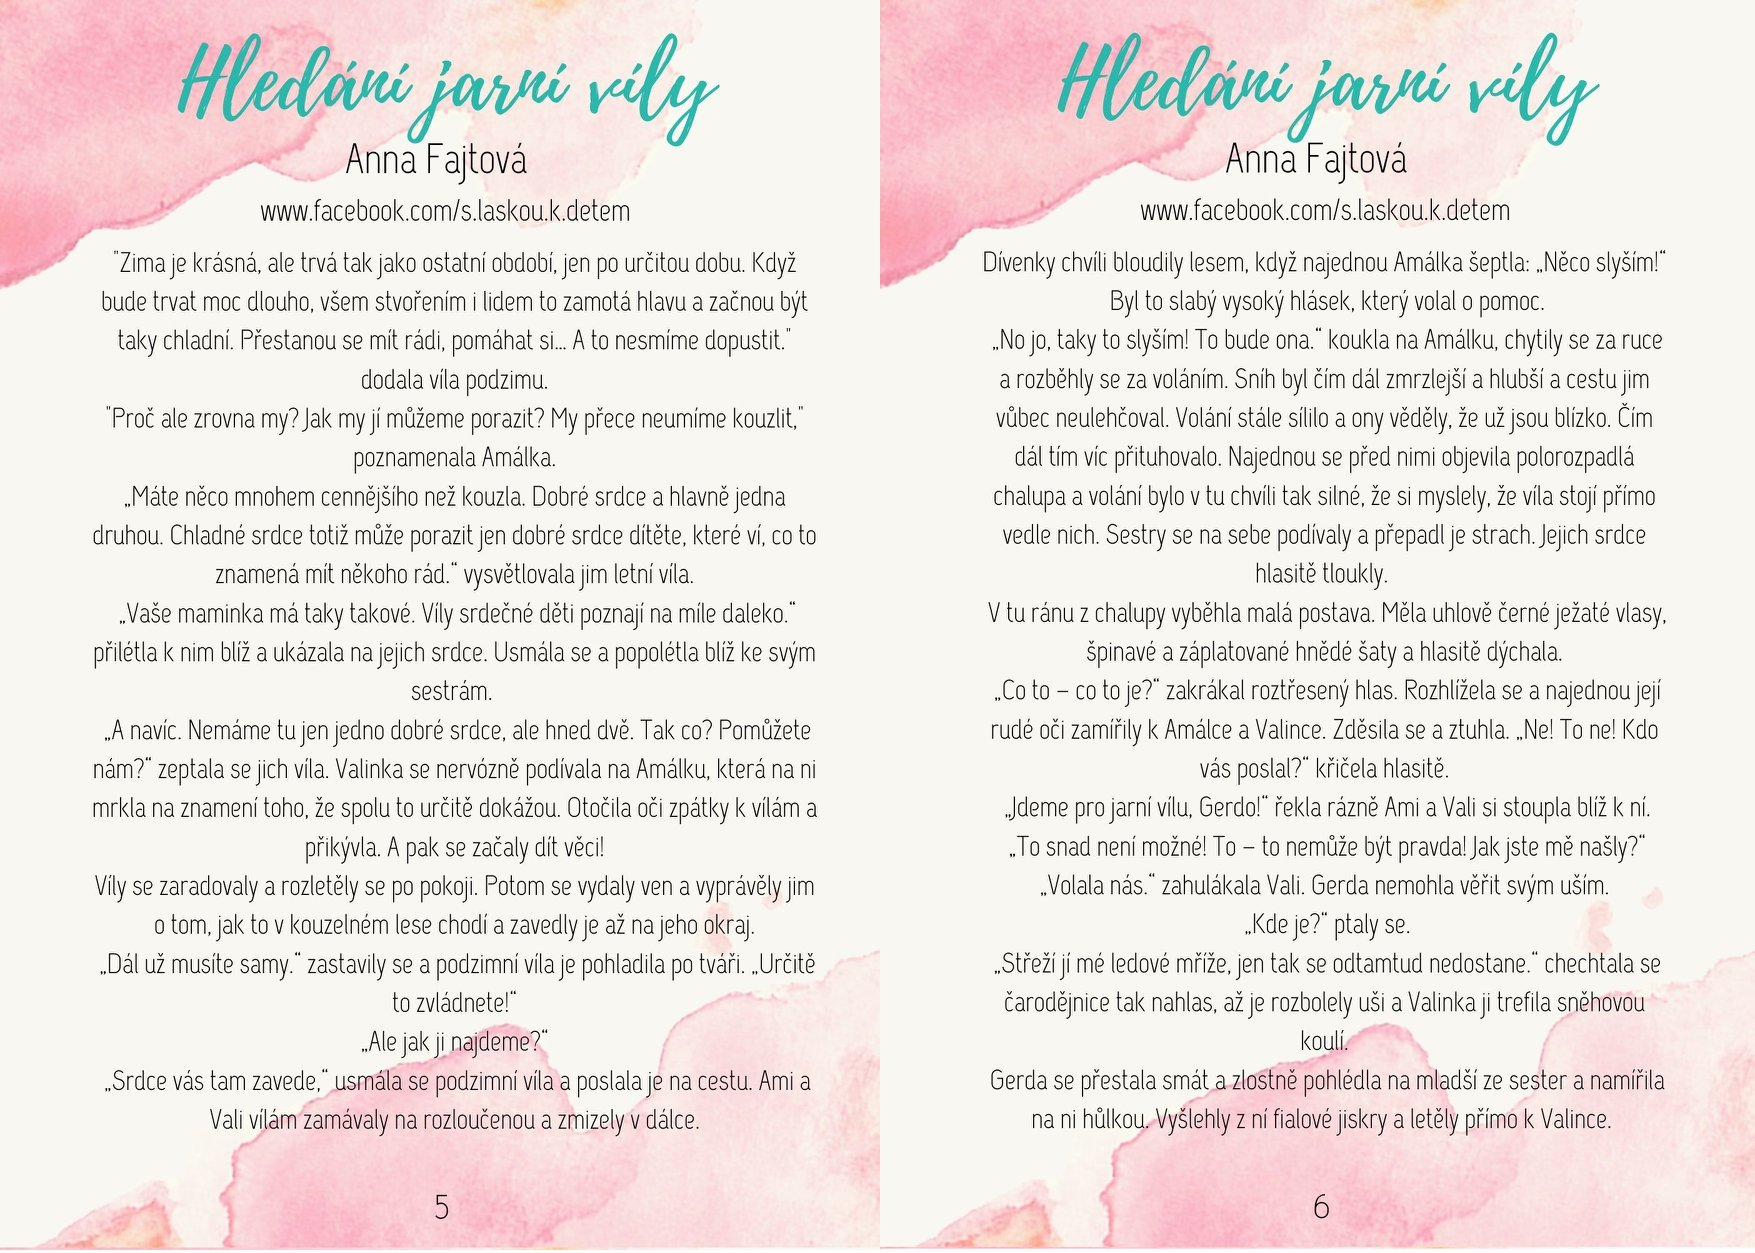 Hledání jarní víly
Anna Fajtová
www.facebook.com/s.laskou.k.detem
"Zima je krásná, ale trvá tak jako ostatní období, jen po určitou dobu. Když
bude trvat moc dlouho, všem stvořením i lidem to zamotá hlavu a začnou být
taky chladní. Přestanou se mít rádi, pomáhat si... A to nesmíme dopustit."
dodala víla podzimu.
"Proč ale zrovna my? Jak my jí můžeme porazit? My přece neumíme kouzlit,"
poznamenala Amálka.
„Máte něco mnohem cennějšího než kouzla. Dobré srdce a hlavně jedna
druhou. Chladné srdce totiž může porazit jen dobré srdce dítěte, které ví, co to
znamená mít někoho rád.“ vysvětlovala jim letní víla.
„Vaše maminka má taky takové. Víly srdečné děti poznají na míle daleko.“
přilétla k nim blíž a ukázala na jejich srdce. Usmála se a popolétla blíž ke svým
sestrám.
„A navíc. Nemáme tu jen jedno dobré srdce, ale hned dvě. Tak co? Pomůžete
nám?“ zeptala se jich víla. Valinka se nervózně podívala na Amálku, která na ni
mrkla na znamení toho, že spolu to určitě dokážou. Otočila oči zpátky k vílám a
přikývla. A pak se začaly dít věci!
Víly se zaradovaly a rozletěly se po pokoji. Potom se vydaly ven a vyprávěly jim
o tom, jak to v kouzelném lese chodí a zavedly je až na jeho okraj.
„Dál už musíte samy.“ zastavily se a podzimní víla je pohladila po tváři. „Určitě
to zvládnete!“
„Ale jak ji najdeme?“
„Srdce vás tam zavede,“ usmála se podzimní víla a poslala je na cestu. Ami a
Vali vílám zamávaly na rozloučenou a zmizely v dálce.
5
Hledání jarní víly
Anna Fajtová
www.facebook.com/s.laskou.k.detem
Dívenky chvíli bloudily lesem, když najednou Amálka šeptla: „Něco slyším!“
Byl to slabý vysoký hlásek, který volal o pomoc.
„No jo, taky to slyším! To bude ona.“ koukla na Amálku, chytily se za ruce
a rozběhly se za voláním. Sníh byl čím dál zmrzlejší a hlubší a cestu jim
vůbec neulehčoval. Volání stále sílilo a ony věděly, že už jsou blízko. Čím
dál tím víc přituhovalo. Najednou se před nimi objevila polorozpadlá
chalupa a volání bylo v tu chvíli tak silné, že si myslely, že víla stojí přímo
vedle nich. Sestry se na sebe podívaly a přepadl je strach. Jejich srdce
hlasitě tloukly.
V tu ránu z chalupy vyběhla malá postava. Měla uhlově černé ježaté vlasy,
špinavé a záplatované hnědé šaty a hlasitě dýchala.
„Co to – co to je?“ zakrákal roztřesený hlas. Rozhlížela se a najednou její
rudé oči zamířily k Amálce a Valince. Zděsila se a ztuhla. „Ne! To ne! Kdo
vás poslal?“ křičela hlasitě.
„Jdeme pro jarní vílu, Gerdo!“ řekla rázně Ami a Vali si stoupla blíž k ní.
„To snad není možné! To – to nemůže být pravda! Jak jste mě našly?“
„Volala nás.“ zahulákala Vali. Gerda nemohla věřit svým uším.
„Kde je?“ ptaly se.
„Střeží jí mé ledové mříže, jen tak se odtamtud nedostane.“ chechtala se
čarodějnice tak nahlas, až je rozbolely uši a Valinka ji trefila sněhovou
koulí.
Gerda se přestala smát a zlostně pohlédla na mladší ze sester a namířila
na ni hůlkou. Vyšlehly z ní fialové jiskry a letěly přímo k Valince.
6